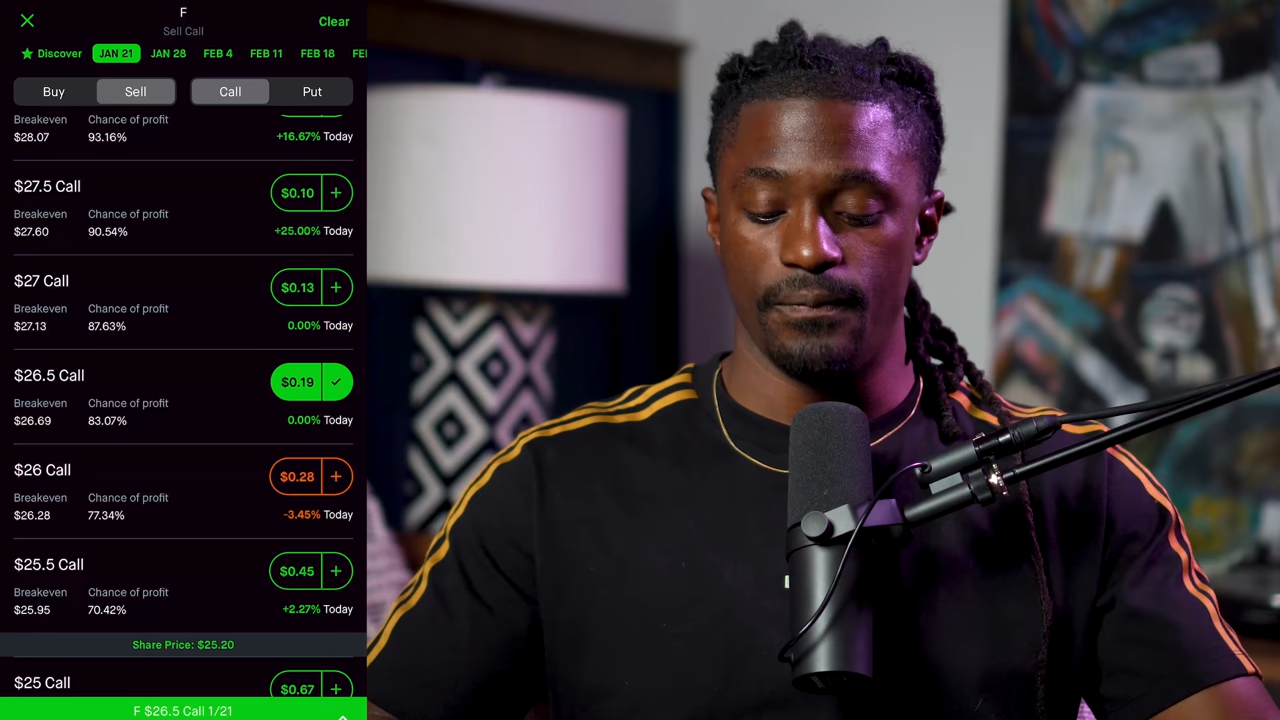 F
Sell Call
Clear
Discover JAN 21 JAN 28 FEB 4 FEB 11 FEB 18
Buy Sell Call Put
Breakeven Chance of profit
$28.07 93.16% +16.67% Today
$27.5 Call $0.10 +
Breakeven Chance of profit
$27.60 90.54% +25.00% Today
$27 Call $0.13 +
Breakeven Chance of profit
$27.13 87.63% 0.00% Today
$26.5 Call $0.19
Breakeven Chance of profit
$26.69 83.07% 0.00% Today
$26 Call $0.28 +
Breakeven Chance of profit
$26.28 77.34% -3.45% Today
$25.5 Call $0.45 +
Breakeven Chance of profit
$25.95 70.42% +2.27% Today
Share Price: $25.20
$25 Call $0.67 +
F $26.5 Call 1/21